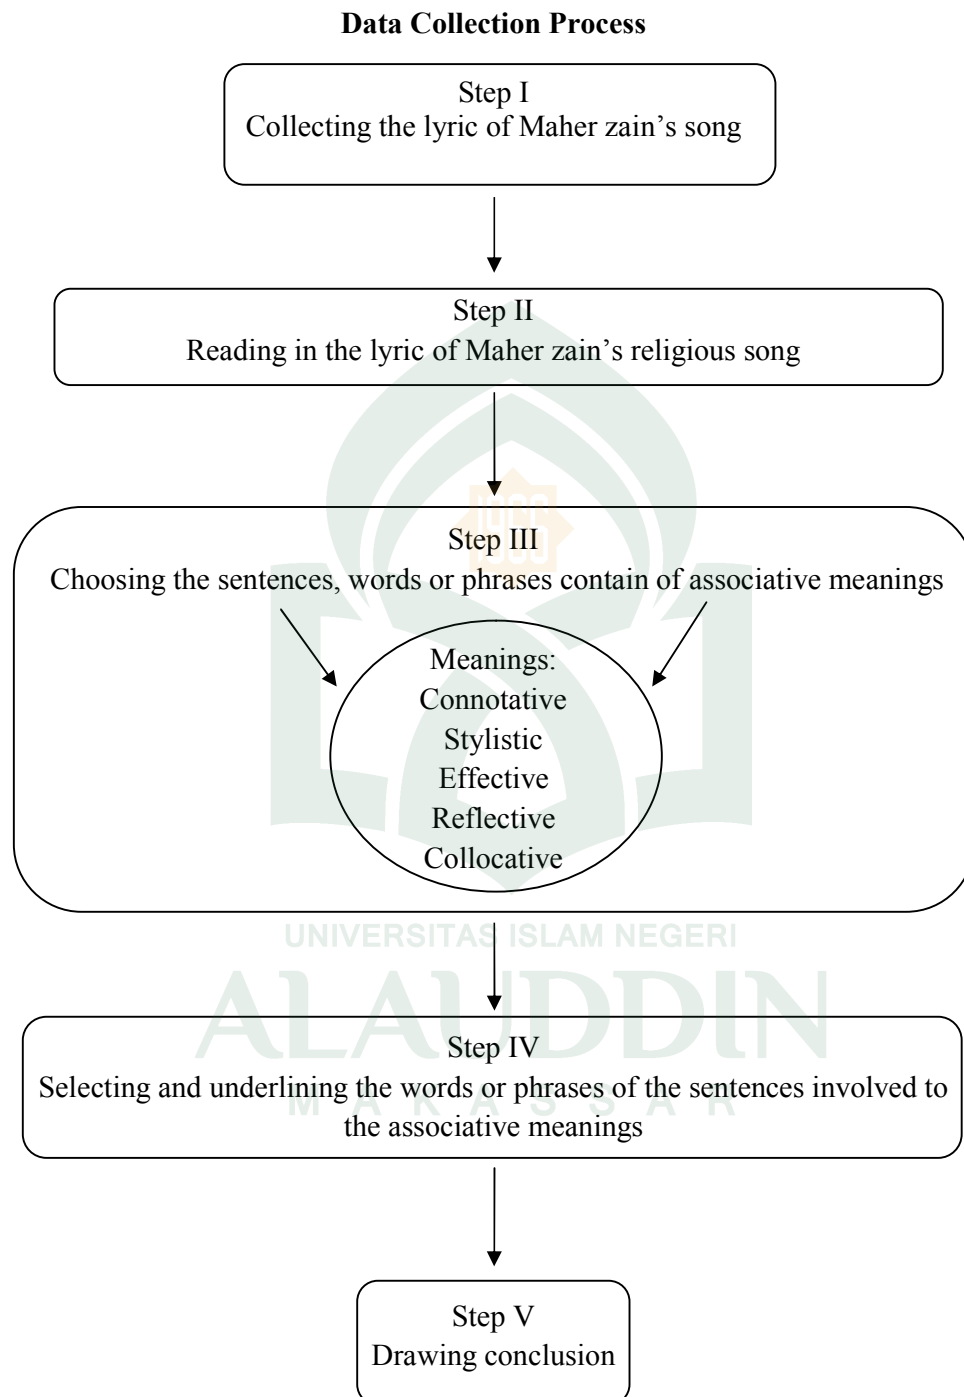 Data Collection Process
Step I
Collecting the lyric of Maher zain’s song
Step II
Reading in the lyric of Maher zain’s religious song
Step III
Choosing the sentences, words or phrases contain of associative meanings
Meanings:
Connotative
Stylistic
Effective
Reflective
Collocative
UNIVERSITAS ISLAM NEGERI
ALAUDDIN
Step IV
Selecting and underlining the words or phrases of the sentences involved to
MAKASSAR
the associative meanings
Step V
Drawing conclusion